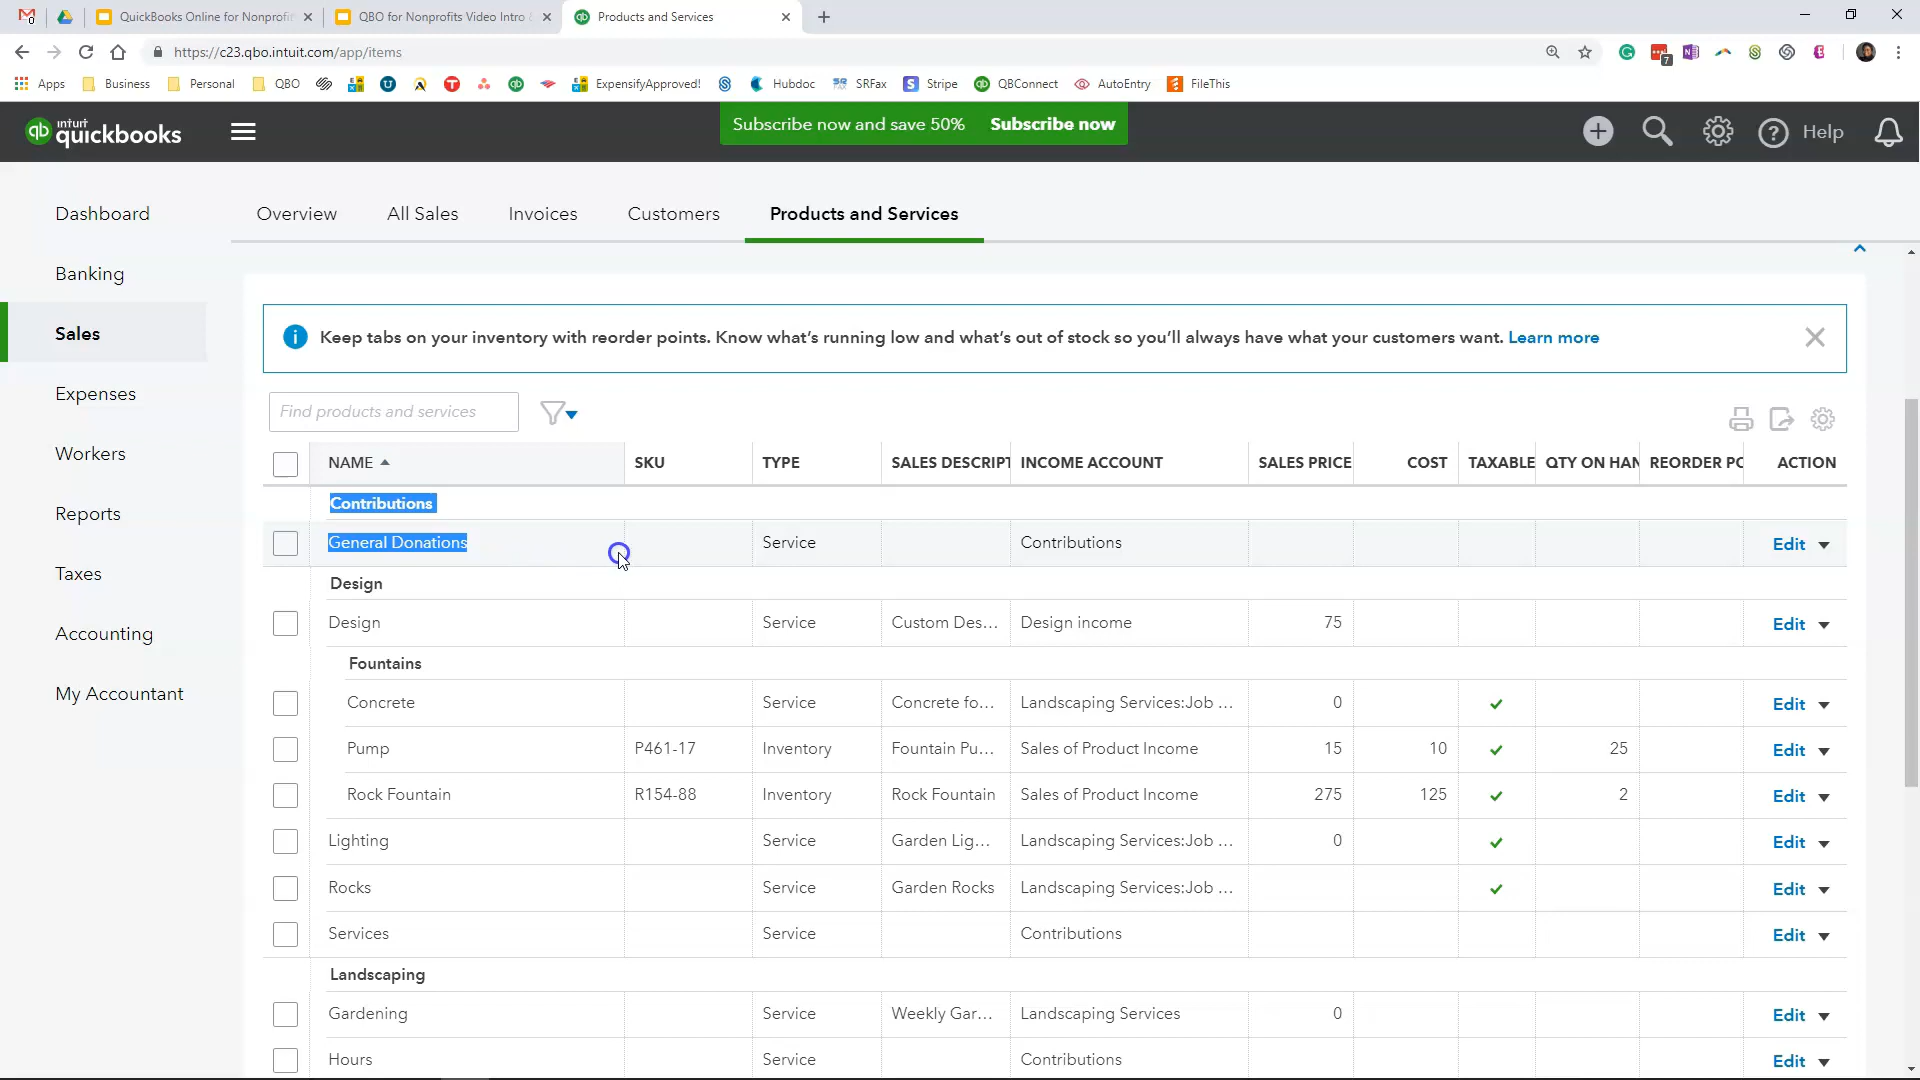 QuickBooks Online for Nonprofit
QBO for Nonprofits Video Intro &
Products and Services
https://c23.qbo.intuit.com/app/items
7
Apps
Business
Personal
QBO
ExpensifyApproved!
Hubdoc
SRFax
Stripe
QBConnect
AutoEntry
FileThis
intuit
quickbooks
Subscribe now and save 50% Subscribe now
Help
Dashboard
Banking
Sales
Expenses
Workers
Reports
Taxes
Accounting
My Accountant
Overview All Sales Invoices Customers Products and Services
Keep tabs on your inventory with reorder points. Know what's running low and what's out of stock so you'll always have what your customers want. Learn more
Find products and services
NAME SKU TYPE SALES DESCRIPT INCOME ACCOUNT SALES PRICE COST TAXABLE QTY ON HAN REORDER PO ACTION
Contributions
General Donations Service Contributions Edit
Design
Design Service Custom Des... Design income 75 Edit
Fountains
Concrete Service Concrete fo... Landscaping Services:Job ... 0 Edit
Pump P461-17 Inventory Fountain Pu... Sales of Product Income 15 10 25 Edit
Rock Fountain R154-88 Inventory Rock Fountain Sales of Product Income 275 125 2 Edit
Lighting Service Garden Lig... Landscaping Services:Job ... 0 Edit
Rocks Service Garden Rocks Landscaping Services:Job ... Edit
Services Service Contributions Edit
Landscaping
Gardening Service Weekly Gar... Landscaping Services 0 Edit
Hours Service Contributions Edit